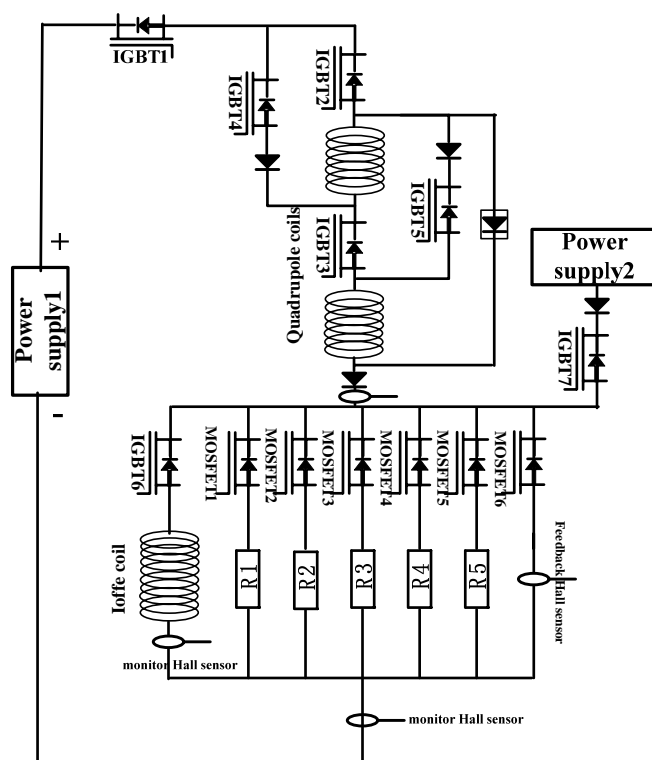 IGBT1
IGBT2
IGBT4
+
Quadrupole coils
IGBT3
IGBT5
Power
supply2
Power
supply1
IGBT7
-
IGBT6
MOSFET1
MOSFET2
MOSFET3
MOSFET4
MOSFET5
MOSFET6
Ioffe coil
R1
R2
R3
R4
R5
Feedback Hall sensor
monitor Hall sensor
monitor Hall sensor